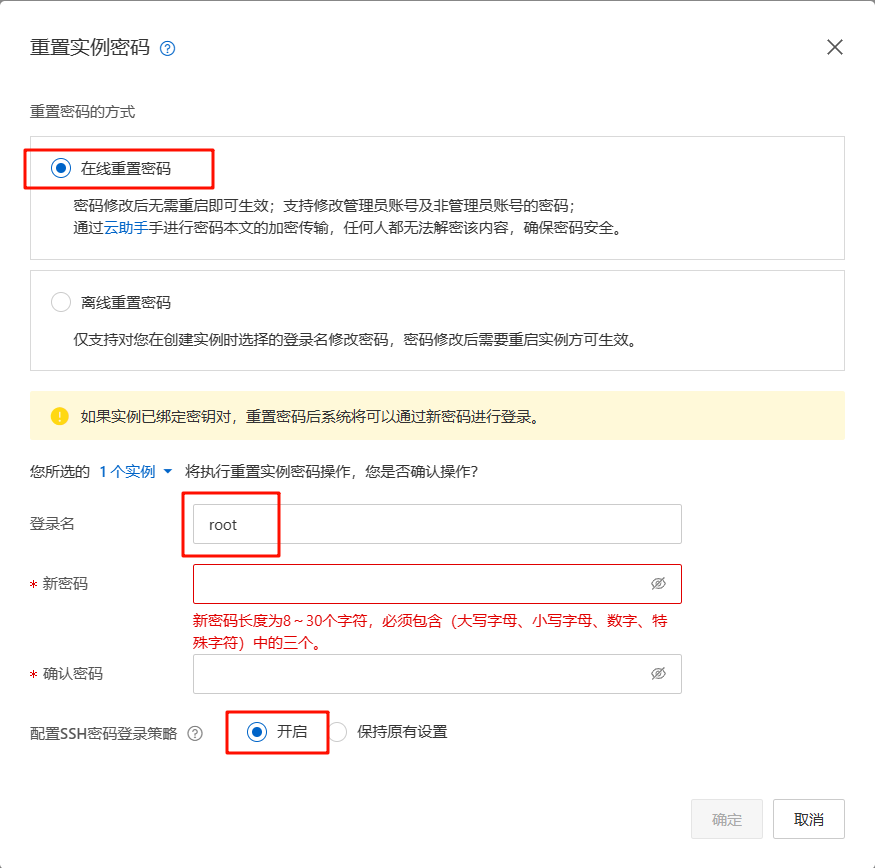 重置实例密码
重置密码的方式
在线重置密码
密码修改后无需重启即可生效；支持修改管理员账号及非管理员账号的密码；
通过云助手手进行密码本文的加密传输，任何人都无法解密该内容，确保密码安全。
离线重置密码
仅支持对您在创建实例时选择的登录名修改密码，密码修改后需要重启实例方可生效。
如果实例已绑定密钥对，重置密码后系统将可以通过新密码进行登录。
您所选的 1 个实例 将执行重置实例密码操作，您是否确认操作？
登录名 root
* 新密码
新密码长度为8～30个字符，必须包含（大写字母、小写字母、数字、特
殊字符）中的三个。
* 确认密码
配置SSH密码登录策略 开启 保持原有设置
确定 取消